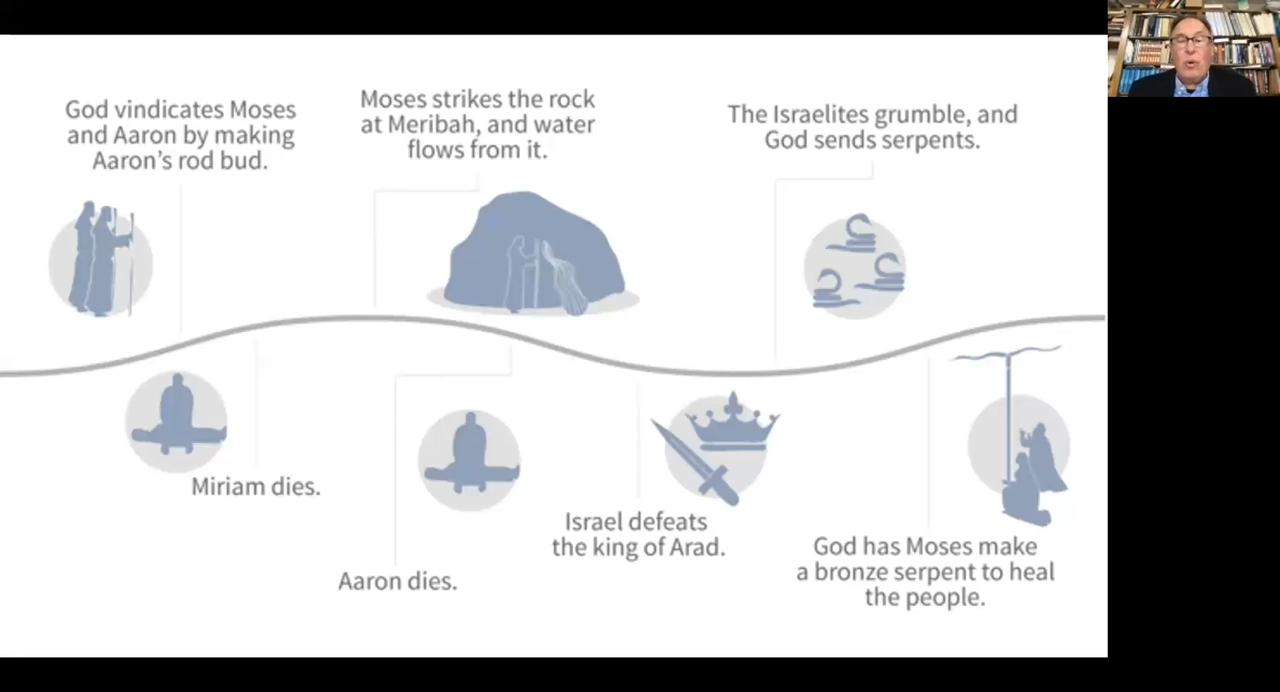 God vindicates Moses
and Aaron by making
Aaron’s rod bud.
Moses strikes the rock
at Meribah, and water
flows from it.
The Israelites grumble, and
God sends serpents.
Miriam dies.
Aaron dies.
Israel defeats
the king of Arad.
God has Moses make
a bronze serpent to heal
the people.